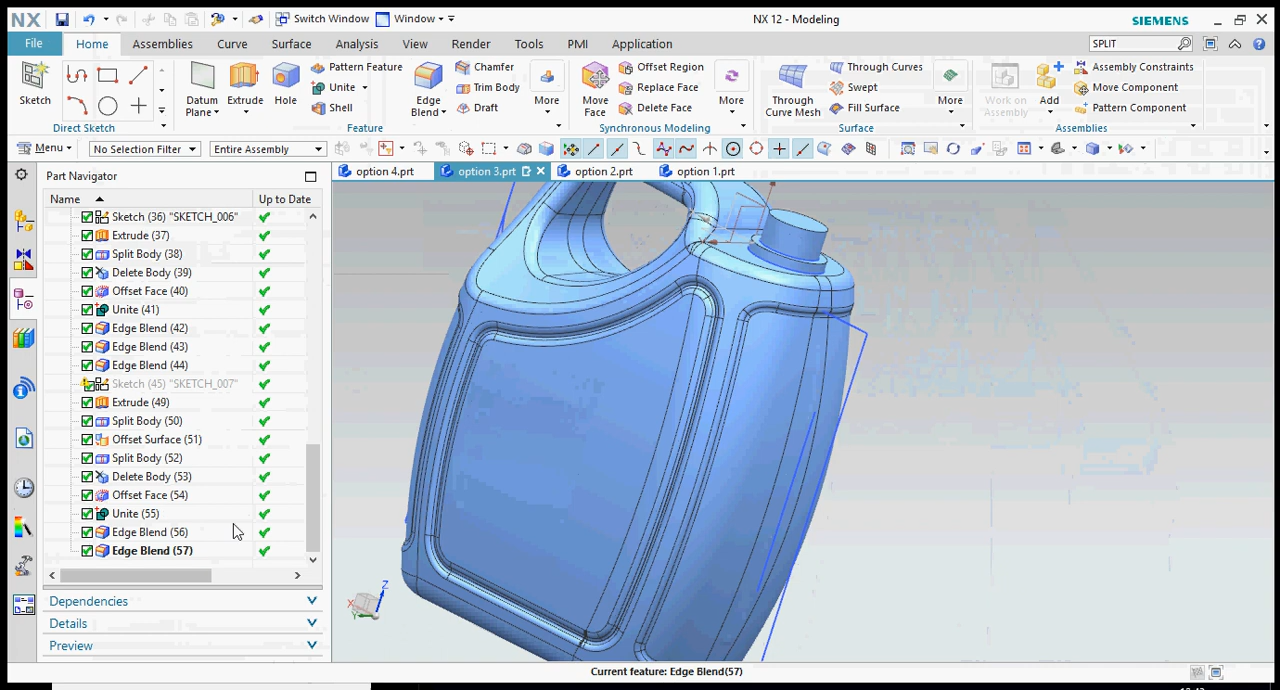 NX
Switch Window
Window
NX 12 - Modeling
SIEMENS
File
Home
Assemblies
Curve
Surface
Analysis
View
Render
Tools
PMI
Application
SPLIT
Sketch
Direct Sketch
Datum
Plane
Extrude
Hole
Pattern Feature
Unite
Shell
Edge
Blend
Chamfer
Trim Body
Draft
More
Feature
Move
Face
Offset Region
Replace Face
Delete Face
More
Synchronous Modeling
Through
Curve Mesh
Through Curves
Swept
Fill Surface
More
Surface
Work on
Assembly
Add
Assembly Constraints
Move Component
Pattern Component
Assemblies
Menu
No Selection Filter
Entire Assembly
Part Navigator
option 4.prt
option 3.prt
option 2.prt
option 1.prt
Name
Up to Date
Sketch (36) "SKETCH_006"
Extrude (37)
Split Body (38)
Delete Body (39)
Offset Face (40)
Unite (41)
Edge Blend (42)
Edge Blend (43)
Edge Blend (44)
Sketch (45) "SKETCH_007"
Extrude (49)
Split Body (50)
Offset Surface (51)
Split Body (52)
Delete Body (53)
Offset Face (54)
Unite (55)
Edge Blend (56)
Edge Blend (57)
Dependencies
Details
Preview
Z
X
Y
Current feature: Edge Blend(57)